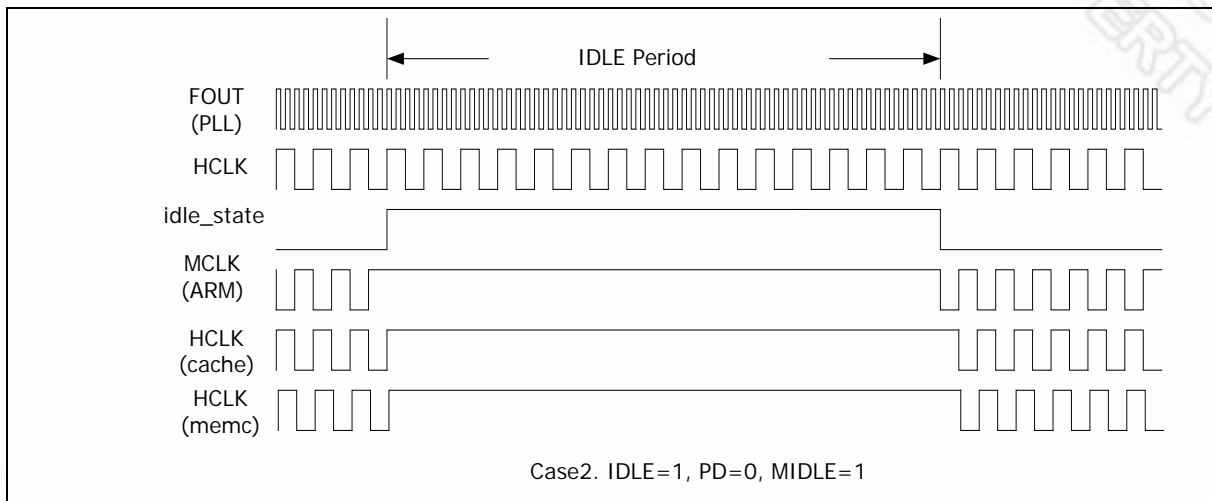 IDLE Period
FOUT
(PLL)
HCLK
idle_state
MCLK
(ARM)
HCLK
(cache)
HCLK
(memc)
Case2. IDLE=1, PD=0, MIDLE=1